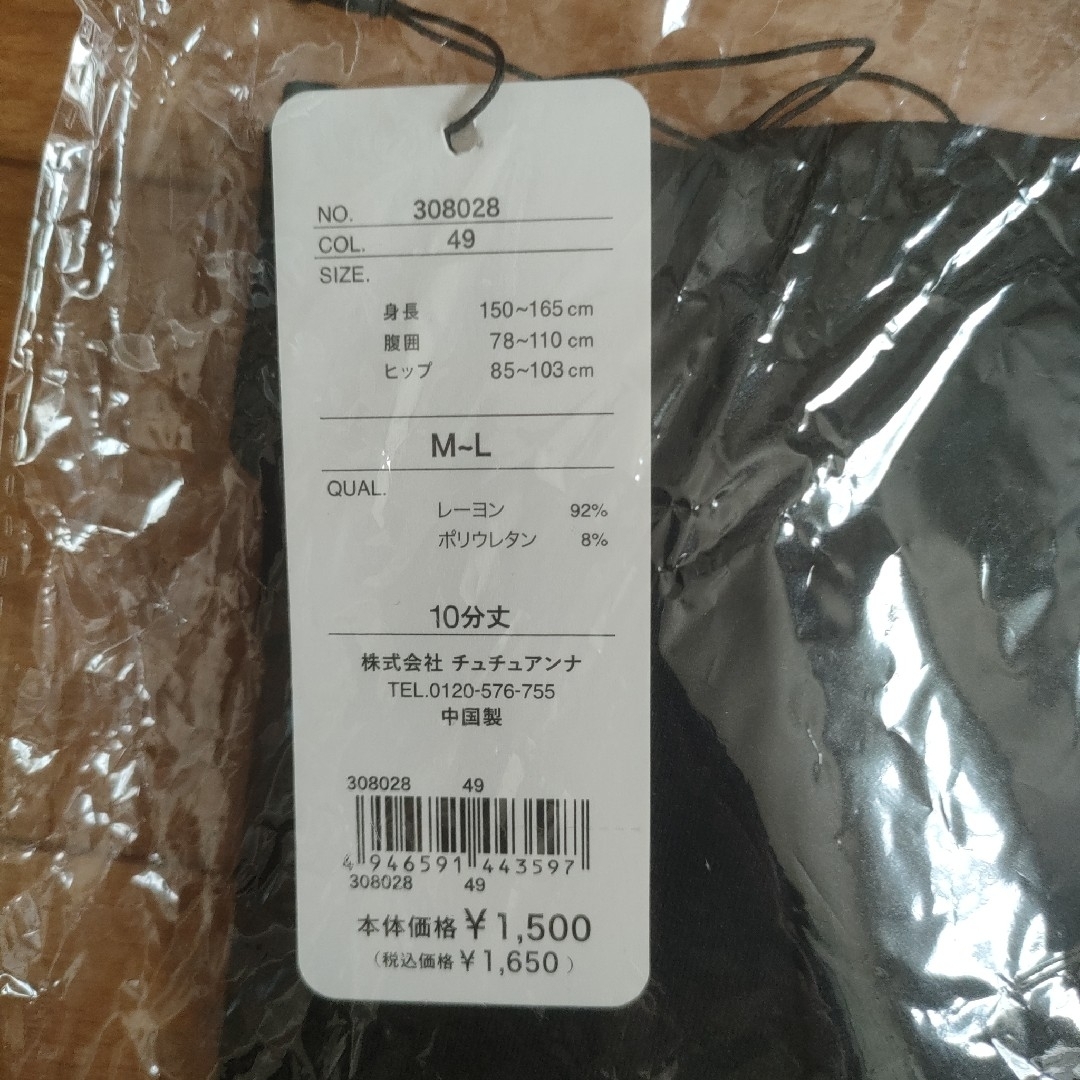 NO. 308028
COL. 49
SIZE.
身長 150~165cm
腹囲 78~110 cm
ヒップ 85~103cm
M~L
QUAL.
レーヨン 92%
ポリウレタン 8%
10分丈
株式会社 チュチュアンナ
TEL.0120-576-755
中国製
308028 49
4 946591 443597
308028 49
本体価格¥1,500
(税込価格¥1,650)